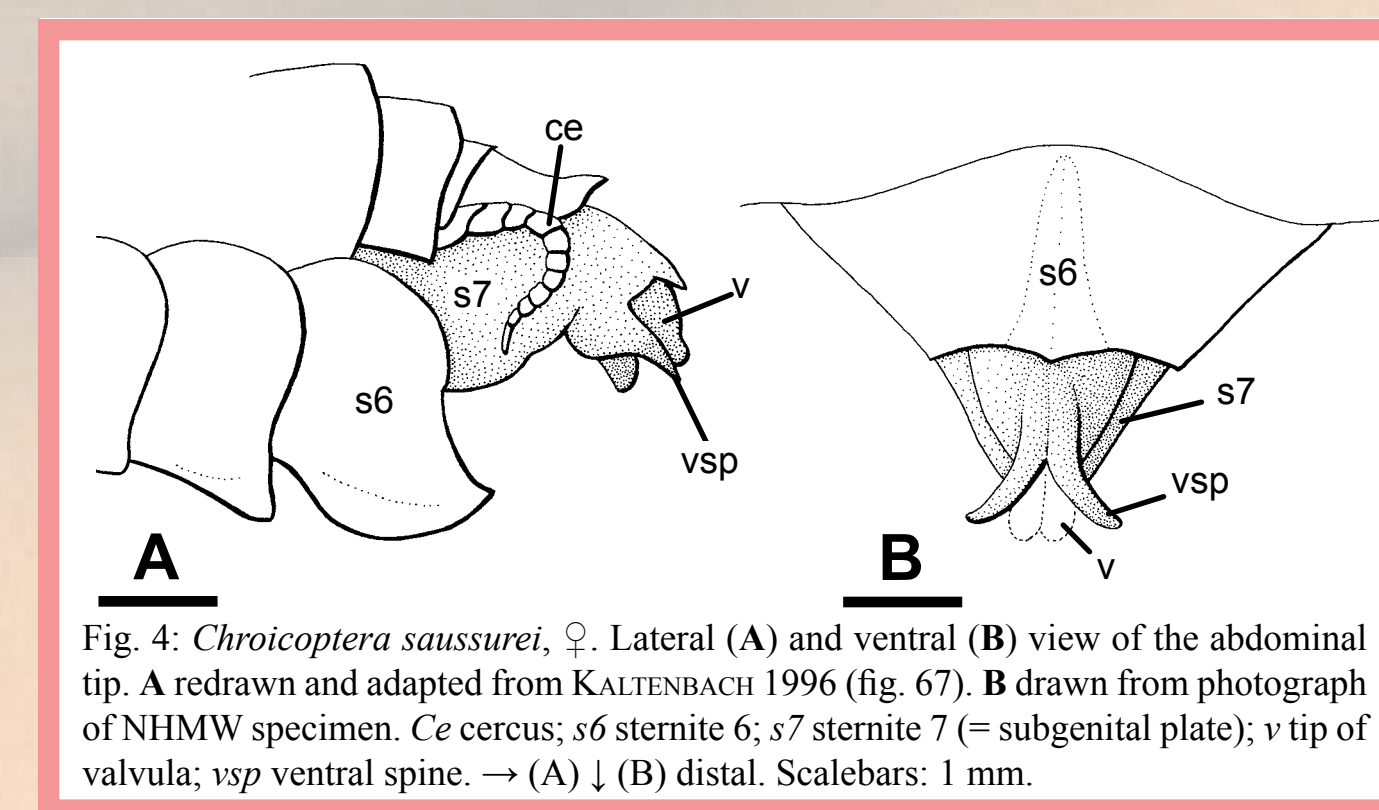 ce
s7
v
s6
vsp
A
s6
s7
vsp
v
B
Fig. 4: Chroicoptera saussurei, ♀. Lateral (A) and ventral (B) view of the abdominal
tip. A redrawn and adapted from KALTENBACH 1996 (fig. 67). B drawn from photograph
of NHMW specimen. Ce cercus; s6 sternite 6; s7 sternite 7 (= subgenital plate); v tip of
valvula; vsp ventral spine. → (A) ↓ (B) distal. Scalebars: 1 mm.